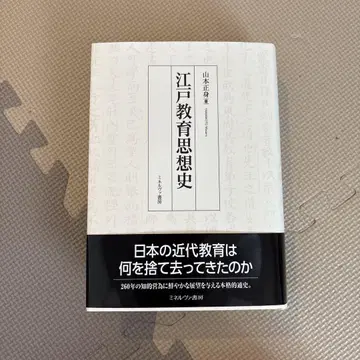 山本正身 著
江戸教育思想史
ミネルヴァ書房
日本の近代教育は
何を捨て去ってきたのか
260年の知的営為に鮮やかな展望を与える本格的通史。
ミネルヴァ書房